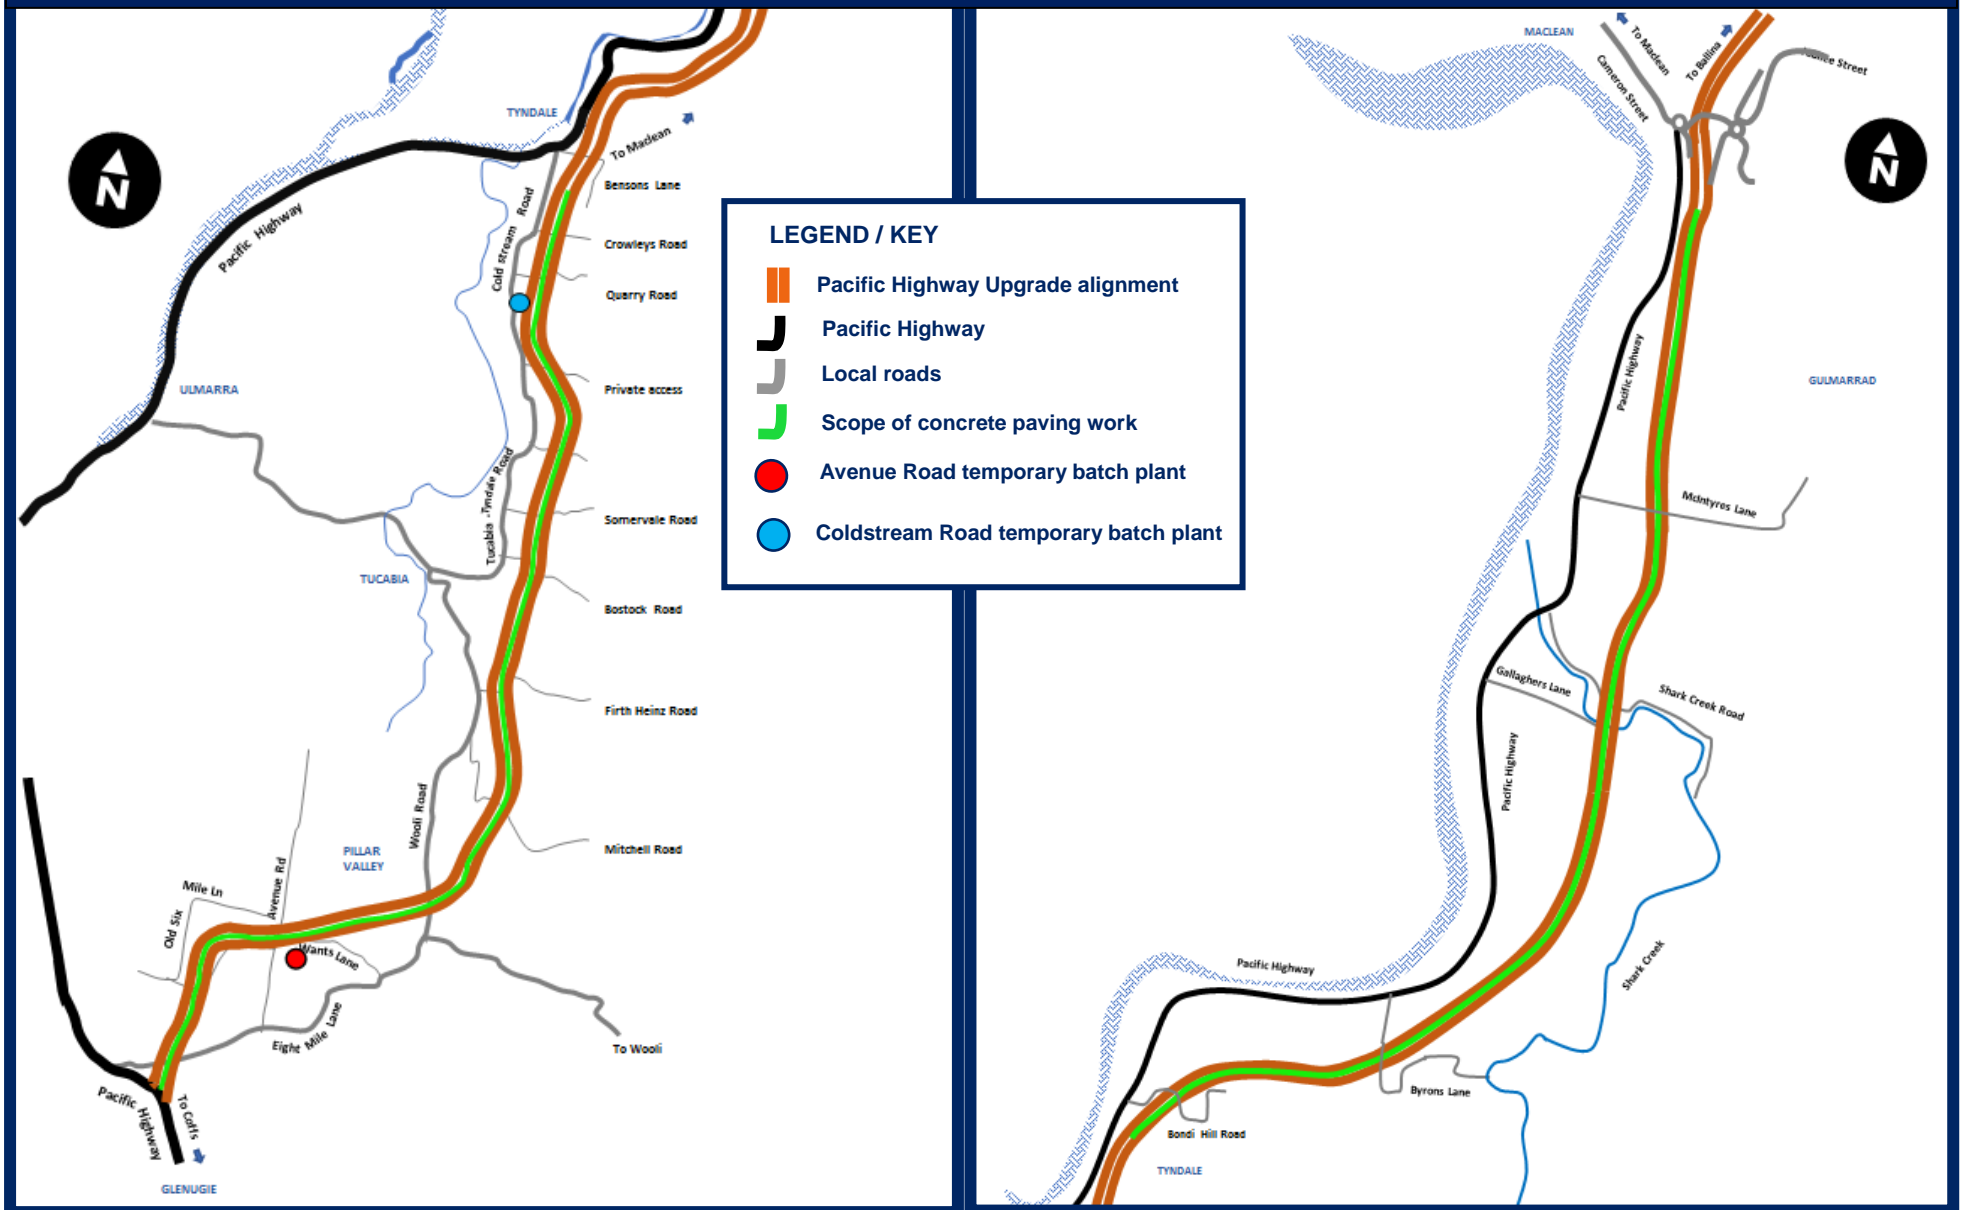 N
TYNDALE
To Maclean
Bensons Lane
Crowleys Road
Quarry Road
Private access
Somervale Road
Bostock Road
Firth Heinz Road
Mitchell Road
Pacific Highway
Cold stream Road
ULMARRA
Tucabia -Tyndale Road
TUCABIA
Wooli Road
PILLAR
VALLEY
Avenue Rd
Mile Ln
Old Six
Wants Lane
Eight Mile Lane
To Wooli
Pacific Highway
To Coffs
GLENUGIE
LEGEND / KEY
Pacific Highway Upgrade alignment
Pacific Highway
Local roads
Scope of concrete paving work
Avenue Road temporary batch plant
Coldstream Road temporary batch plant
MACLEAN
To Maclean
To Ballina
Cameron Street
Street
N
Pacific Highway
GULMARRAD
McIntyres Lane
Gallaghers Lane
Shark Creek Road
Pacific Highway
Pacific Highway
Shark Creek
Byrons Lane
Bondi Hill Road
TYNDALE